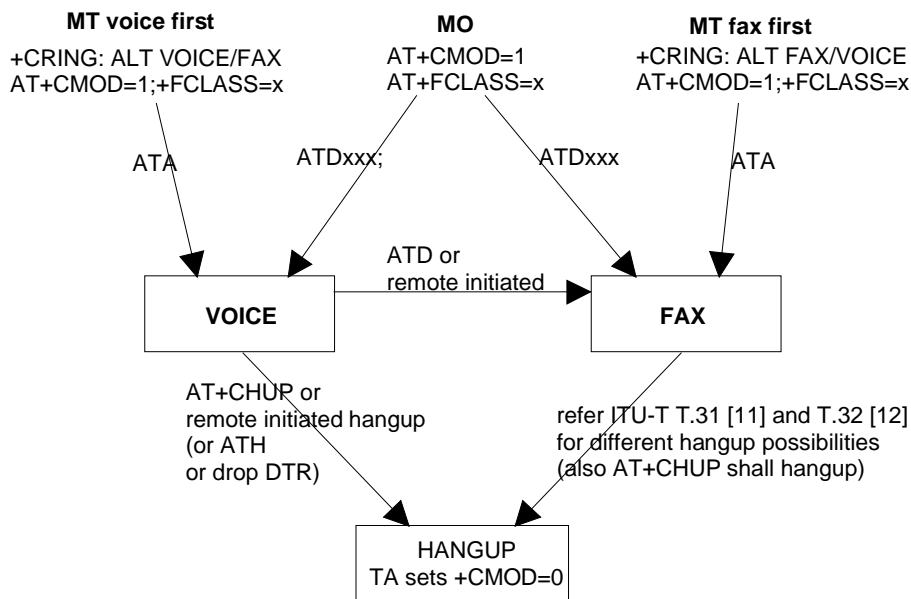 MT voice first
+CRING: ALT VOICE/FAX
AT+CMOD=1;+FCLASS=x
MO
AT+CMOD=1
AT+FCLASS=x
MT fax first
+CRING: ALT FAX/VOICE
AT+CMOD=1;+FCLASS=x
ATA
ATDxxx;
ATDxxx
ATA
ATD or
remote initiated
VOICE
FAX
AT+CHUP or
remote initiated hangup
(or ATH
or drop DTR)
refer ITU-T T.31 [11] and T.32 [12]
for different hangup possibilities
(also AT+CHUP shall hangup)
HANGUP
TA sets +CMOD=0